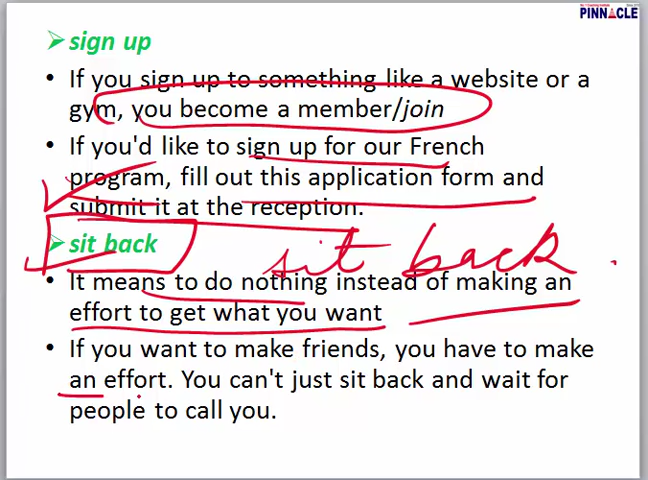 PINNACLE
sign up
• If you sign up to something like a website or a
gym, you become a member/join
• If you'd like to sign up for our French
program, fill out this application form and
submit it at the reception.
sit back
sit back
• It means to do nothing instead of making an
effort to get what you want
• If you want to make friends, you have to make
an effort. You can't just sit back and wait for
people to call you.